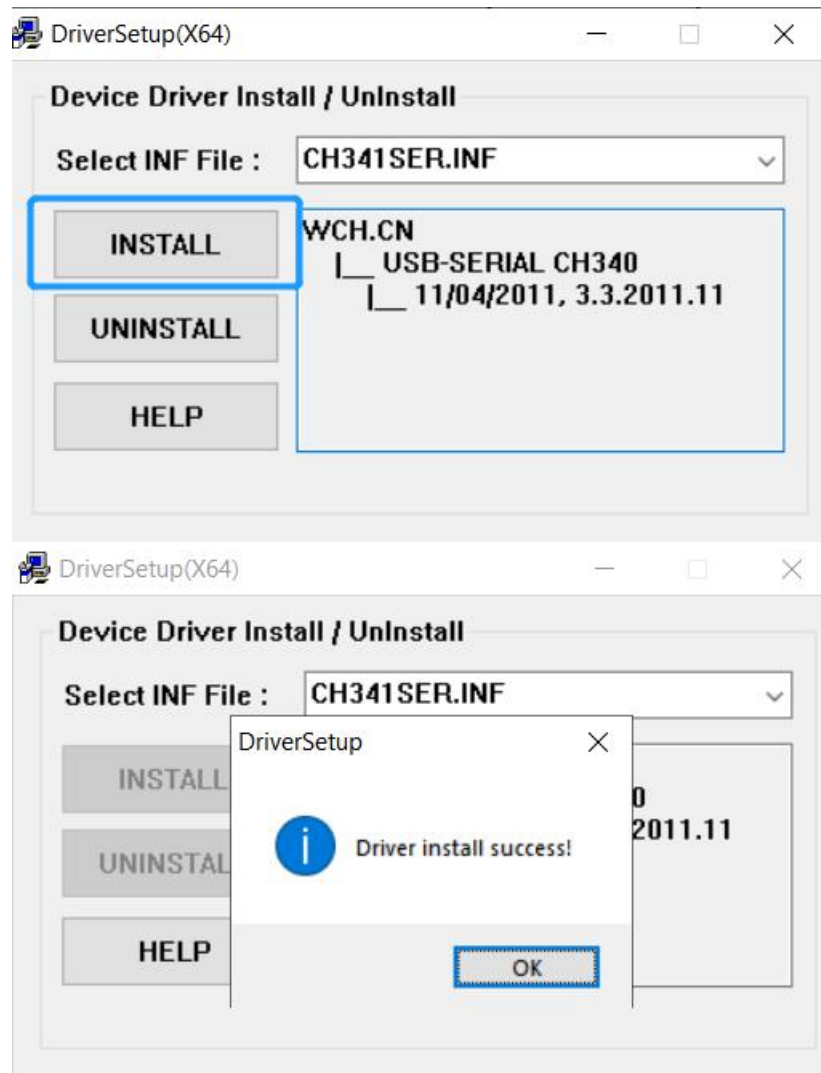 DriverSetup(X64)
Device Driver Install / UnInstall
Select INF File :
CH341SER.INF
INSTALL
WCH.CN
|__ USB-SERIAL CH340
|__ 11/04/2011, 3.3.2011.11
UNINSTALL
HELP
DriverSetup(X64)
Device Driver Install / UnInstall
Select INF File :
CH341SER.INF
DriverSetup
INSTALL
0
2011.11
Driver install success!
UNINSTAL
HELP
OK